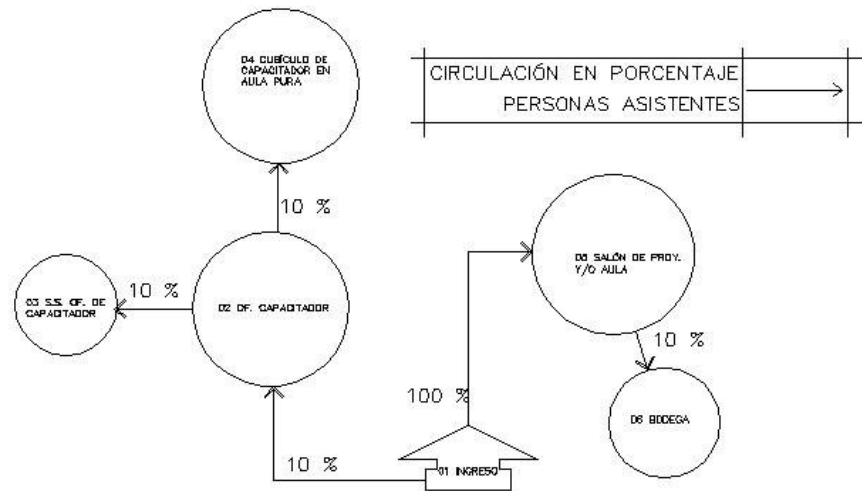 04 CUBÍCULO DE
CAPACITADOR EN
AULA PURA
CIRCULACIÓN EN PORCENTAJE
PERSONAS ASISTENTES
10 %
05 SALÓN DE PROY.
Y/O AULA
03 S.S. OF. DE
CAPACITADOR
10 %
02 OF. CAPACITADOR
10 %
100 %
06 BODEGA
10 %
01 INGRESO